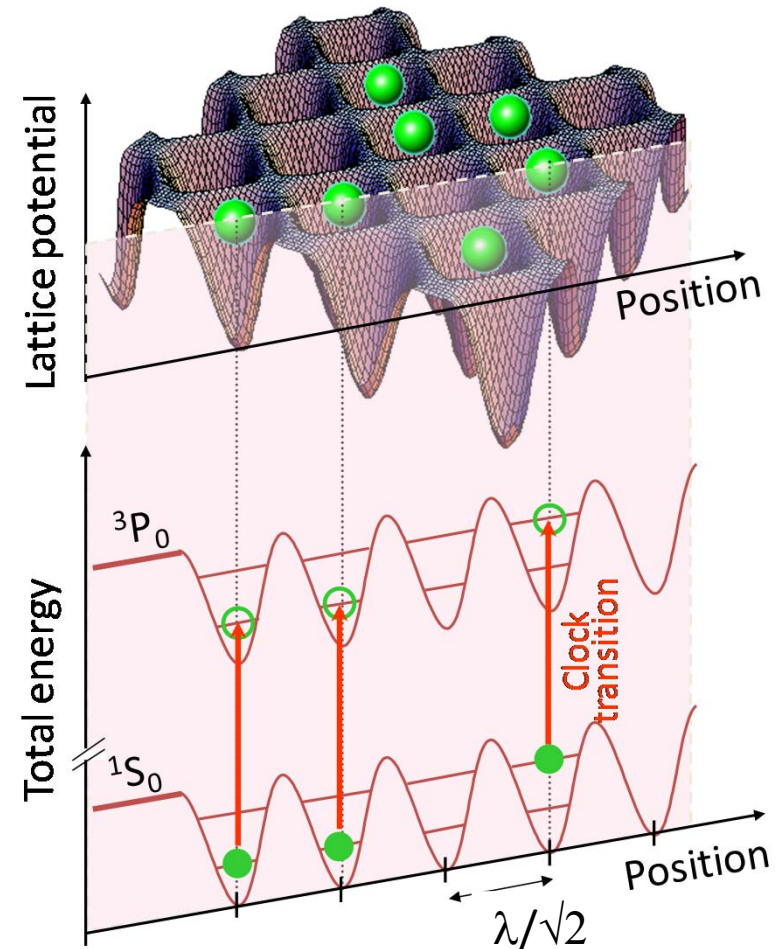 Lattice potential
Position
³P₀
Clock
transition
Total energy
¹S₀
Position
λ/√2